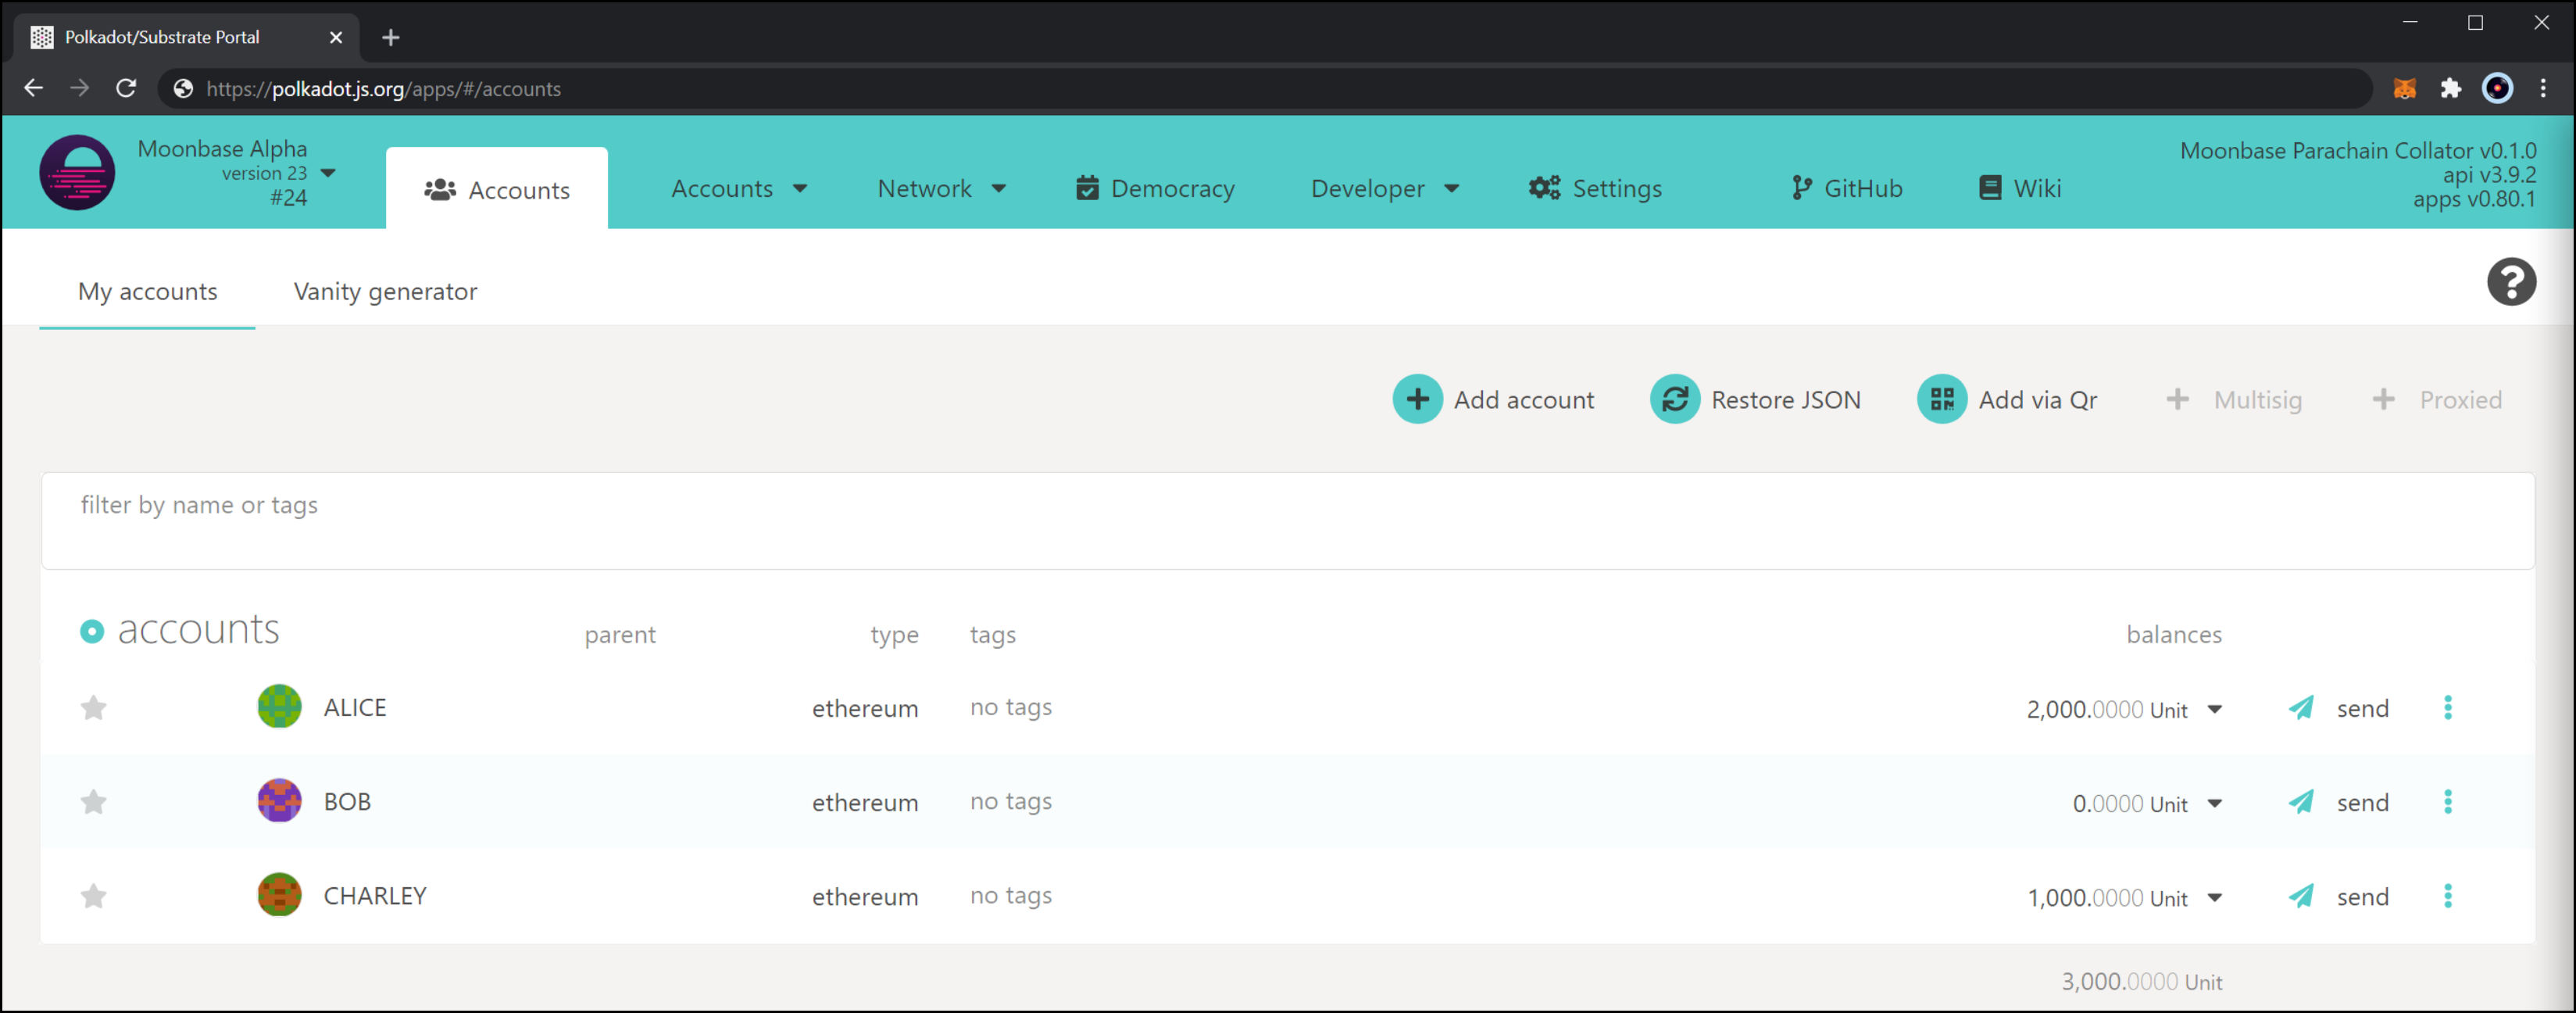 Polkadot/Substrate Portal
https://polkadot.js.org/apps/#/accounts
Moonbase Alpha
version 23
#24
Accounts
Accounts
Network
Democracy
Developer
Settings
GitHub
Wiki
Moonbase Parachain Collator v0.1.0
api v3.9.2
apps v0.80.1
My accounts
Vanity generator
Add account
Restore JSON
Add via Qr
Multisig
Proxied
filter by name or tags
accounts parent type tags balances
ALICE ethereum no tags 2,000.0000 Unit send
BOB ethereum no tags 0.0000 Unit send
CHARLEY ethereum no tags 1,000.0000 Unit send
3,000.0000 Unit